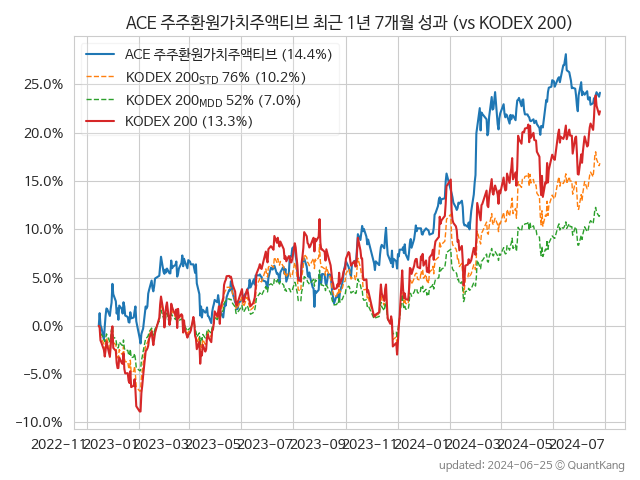 ACE 주주환원가치주액티브 최근 1년 7개월 성과 (vs KODEX 200)
ACE 주주환원가치주액티브 (14.4%)
KODEX 200STD 76% (10.2%)
KODEX 200MDD 52% (7.0%)
KODEX 200 (13.3%)
25.0%
20.0%
15.0%
10.0%
5.0%
0.0%
-5.0%
-10.0%
2022-11 2023-01 2023-03 2023-05 2023-07 2023-09 2023-11 2024-01 2024-03 2024-05 2024-07
updated: 2024-06-25 © QuantKang